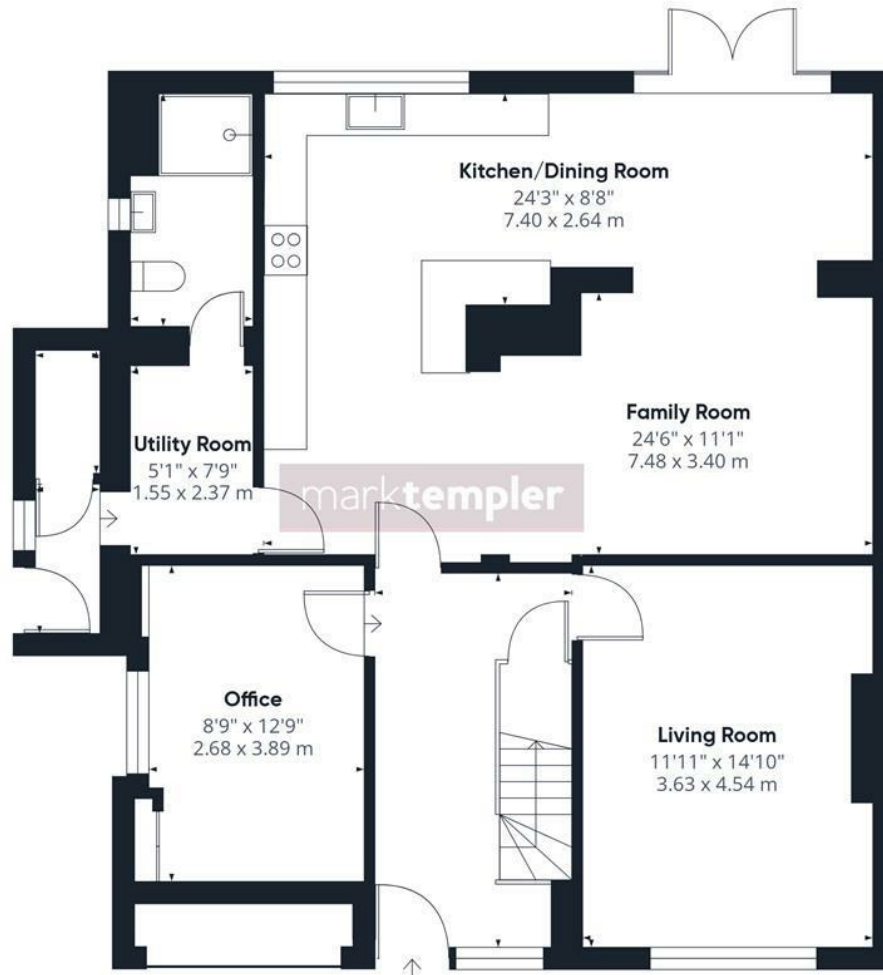 Kitchen/Dining Room
24'3" x 8'8"
7.40 x 2.64 m
Family Room
24'6" x 11'1"
7.48 x 3.40 m
Utility Room
5'1" x 7'9"
1.55 x 2.37 m
marktempler
Office
8'9" x 12'9"
2.68 x 3.89 m
Living Room
11'11" x 14'10"
3.63 x 4.54 m